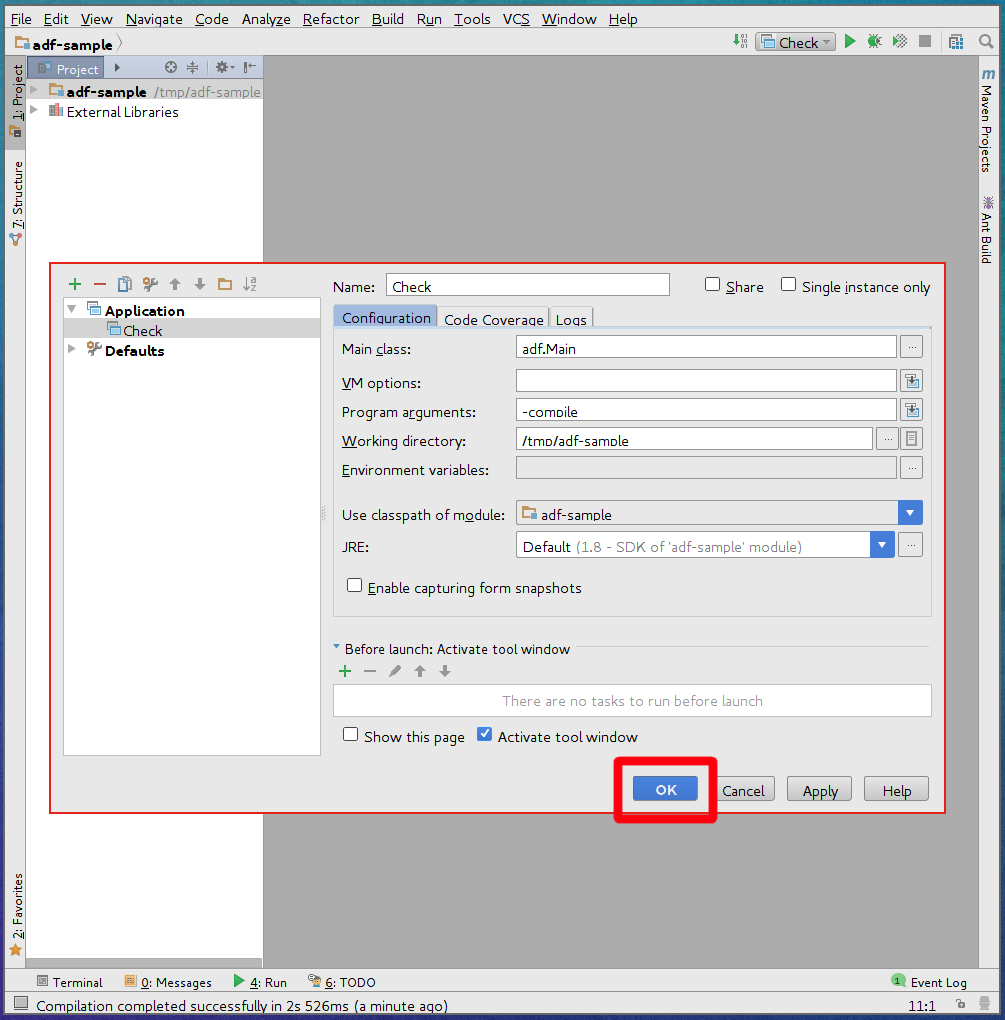 File Edit View Navigate Code Analyze Refactor Build Run Tools VCS Window Help
adf-sample
Check
1: Project
7: Structure
2: Favorites
Project
adf-sample /tmp/adf-sample
External Libraries
m
Maven Projects
Ant Build
Application
Check
Defaults
Name: Check Share Single instance only
Configuration Code Coverage Logs
Main class: adf.Main ...
VM options:
Program arguments: -compile
Working directory: /tmp/adf-sample ...
Environment variables: ...
Use classpath of module: adf-sample
JRE: Default (1.8 - SDK of 'adf-sample' module) ...
Enable capturing form snapshots
Before launch: Activate tool window
There are no tasks to run before launch
Show this page Activate tool window
OK Cancel Apply Help
Terminal 0: Messages 4: Run 6: TODO 1 Event Log
Compilation completed successfully in 2s 526ms (a minute ago) 11:1